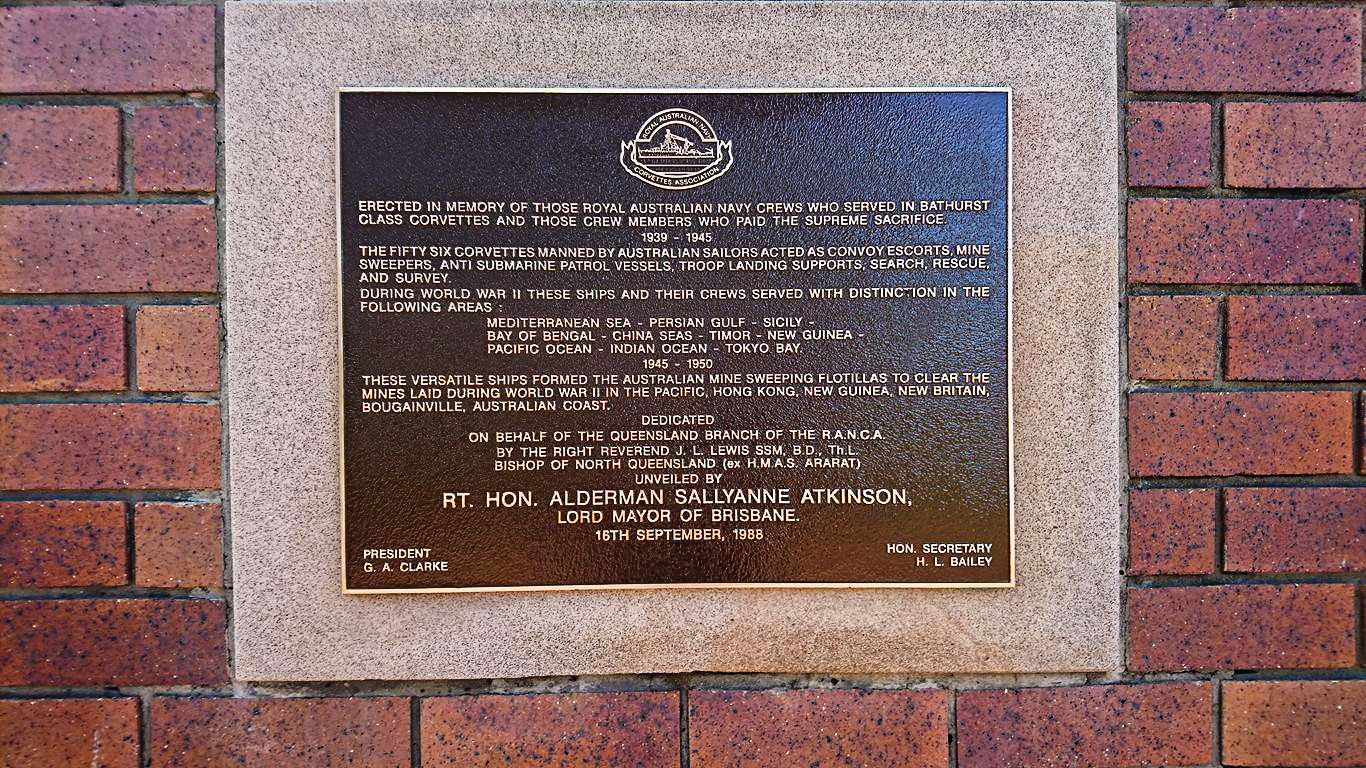 ROYAL AUSTRALIAN NAVY
CORVETTES ASSOCIATION
ERECTED IN MEMORY OF THOSE ROYAL AUSTRALIAN NAVY CREWS WHO SERVED IN BATHURST
CLASS CORVETTES AND THOSE CREW MEMBERS WHO PAID THE SUPREME SACRIFICE.
1939 - 1945
THE FIFTY SIX CORVETTES MANNED BY AUSTRALIAN SAILORS ACTED AS CONVOY ESCORTS, MINE
SWEEPERS, ANTI SUBMARINE PATROL VESSELS, TROOP LANDING SUPPORTS, SEARCH, RESCUE,
AND SURVEY.
DURING WORLD WAR II THESE SHIPS AND THEIR CREWS SERVED WITH DISTINCTION IN THE
FOLLOWING AREAS :
MEDITERRANEAN SEA - PERSIAN GULF - SICILY -
BAY OF BENGAL - CHINA SEAS - TIMOR - NEW GUINEA -
PACIFIC OCEAN - INDIAN OCEAN - TOKYO BAY.
1945 - 1950
THESE VERSATILE SHIPS FORMED THE AUSTRALIAN MINE SWEEPING FLOTILLAS TO CLEAR THE
MINES LAID DURING WORLD WAR II IN THE PACIFIC, HONG KONG, NEW GUINEA, NEW BRITAIN,
BOUGAINVILLE, AUSTRALIAN COAST.
DEDICATED
ON BEHALF OF THE QUEENSLAND BRANCH OF THE R.A.N.C.A.
BY THE RIGHT REVEREND J. L. LEWIS SSM, B.D., Th.L.
BISHOP OF NORTH QUEENSLAND (ex H.M.A.S. ARARAT)
UNVEILED BY
RT. HON. ALDERMAN SALLYANNE ATKINSON,
LORD MAYOR OF BRISBANE.
16TH SEPTEMBER, 1988
PRESIDENT
G. A. CLARKE
HON. SECRETARY
H. L. BAILEY